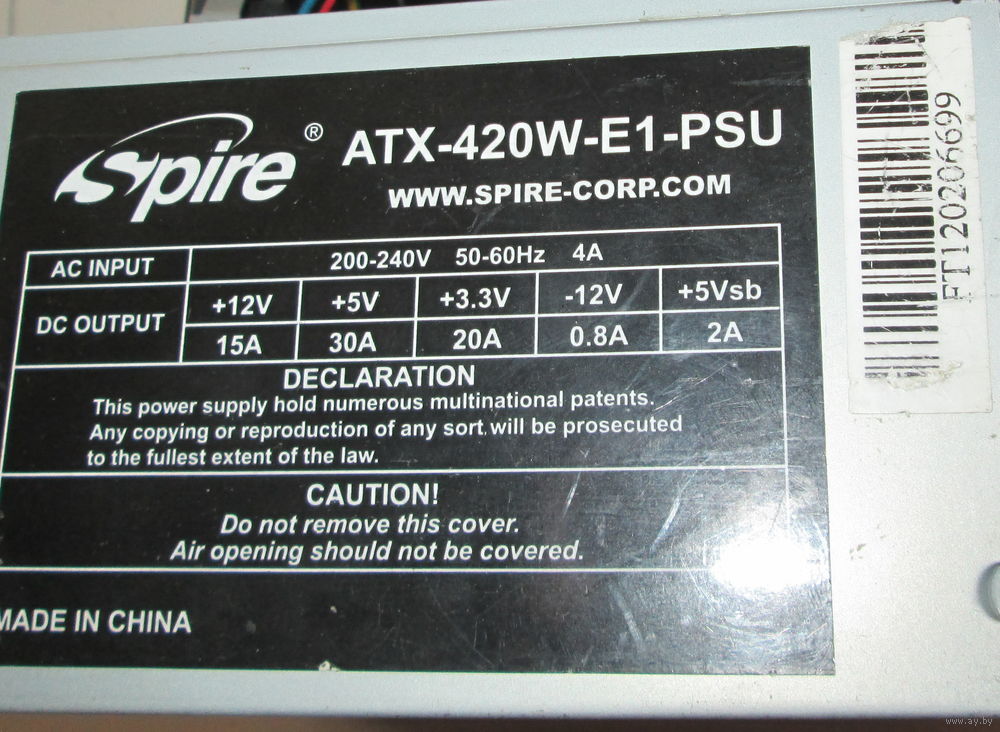 Spire ®
ATX-420W-E1-PSU
WWW.SPIRE-CORP.COM
AC INPUT 200-240V 50-60Hz 4A
DC OUTPUT +12V +5V +3.3V -12V +5Vsb
15A 30A 20A 0.8A 2A
DECLARATION
This power supply hold numerous multinational patents.
Any copying or reproduction of any sort will be prosecuted
to the fullest extent of the law.
CAUTION!
Do not remove this cover.
Air opening should not be covered.
MADE IN CHINA
FT120206699
www.ay.by